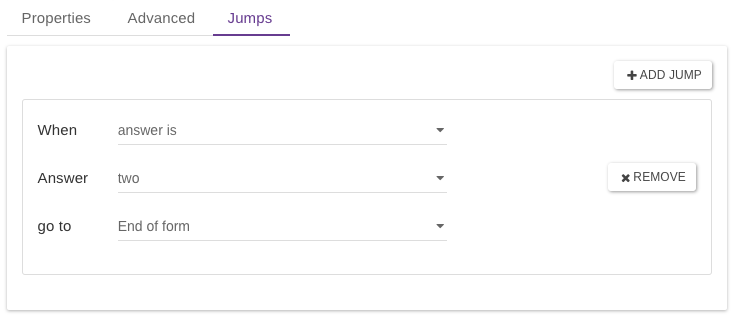 Properties Advanced Jumps
ADD JUMP
When answer is
Answer two
REMOVE
go to End of form